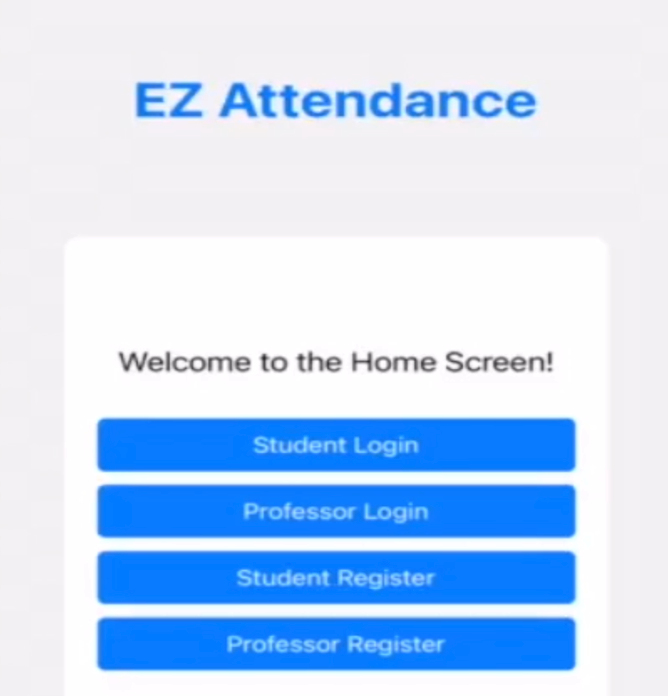 EZ Attendance
Welcome to the Home Screen!
Student Login
Professor Login
Student Register
Professor Register